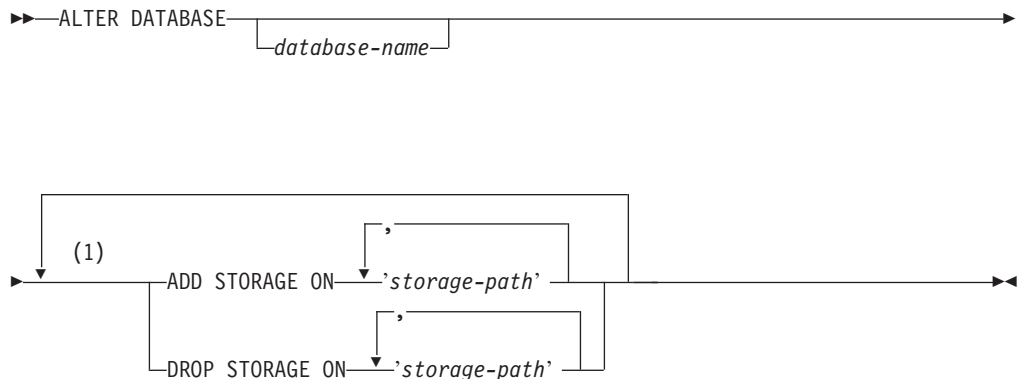 ALTER DATABASE
database-name
,
(1)
ADD STORAGE ON 'storage-path'
,
DROP STORAGE ON 'storage-path'